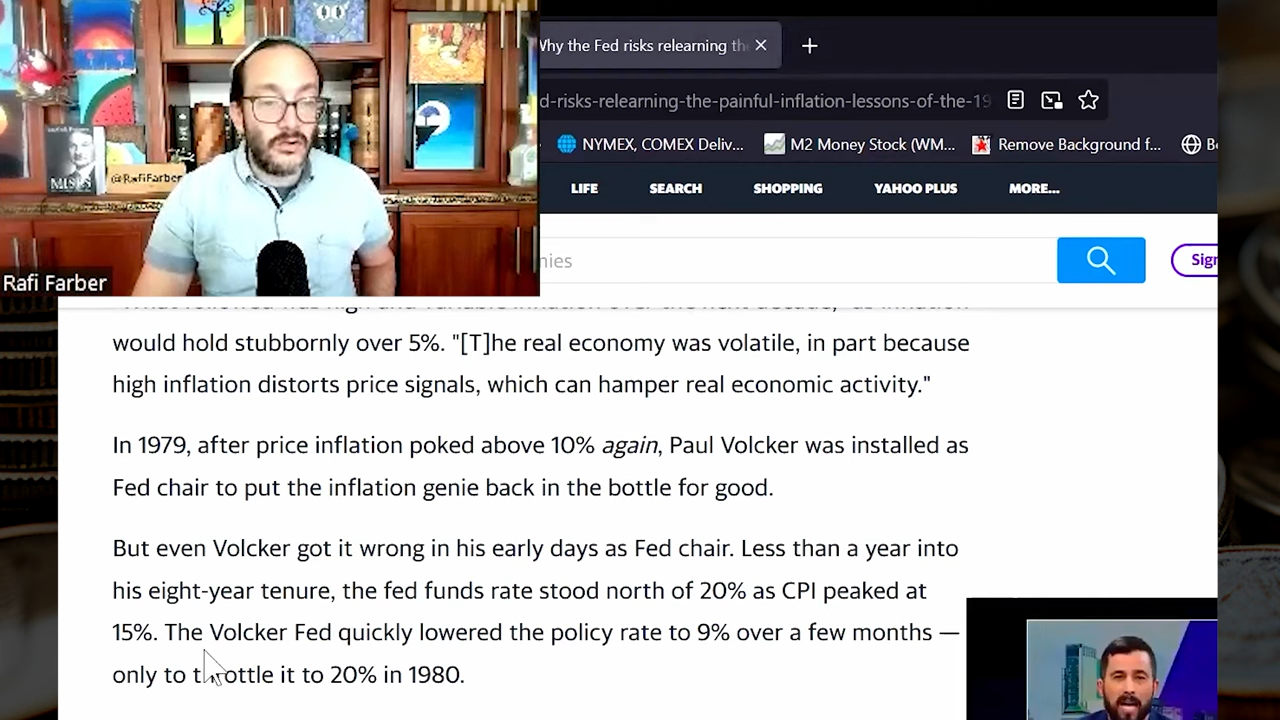 Why the Fed risks relearning th
d-risks-relearning-the-painful-inflation-lessons-of-the-19
NYMEX, COMEX Deliv... M2 Money Stock (WM... Remove Background f...
LIFE SEARCH SHOPPING YAHOO PLUS MORE...
nies
Sign
MISES
@RafiFarber
Rafi Farber
would hold stubbornly over 5%. "[T]he real economy was volatile, in part because
high inflation distorts price signals, which can hamper real economic activity."
In 1979, after price inflation poked above 10% again, Paul Volcker was installed as
Fed chair to put the inflation genie back in the bottle for good.
But even Volcker got it wrong in his early days as Fed chair. Less than a year into
his eight-year tenure, the fed funds rate stood north of 20% as CPI peaked at
15%. The Volcker Fed quickly lowered the policy rate to 9% over a few months —
only to throttle it to 20% in 1980.